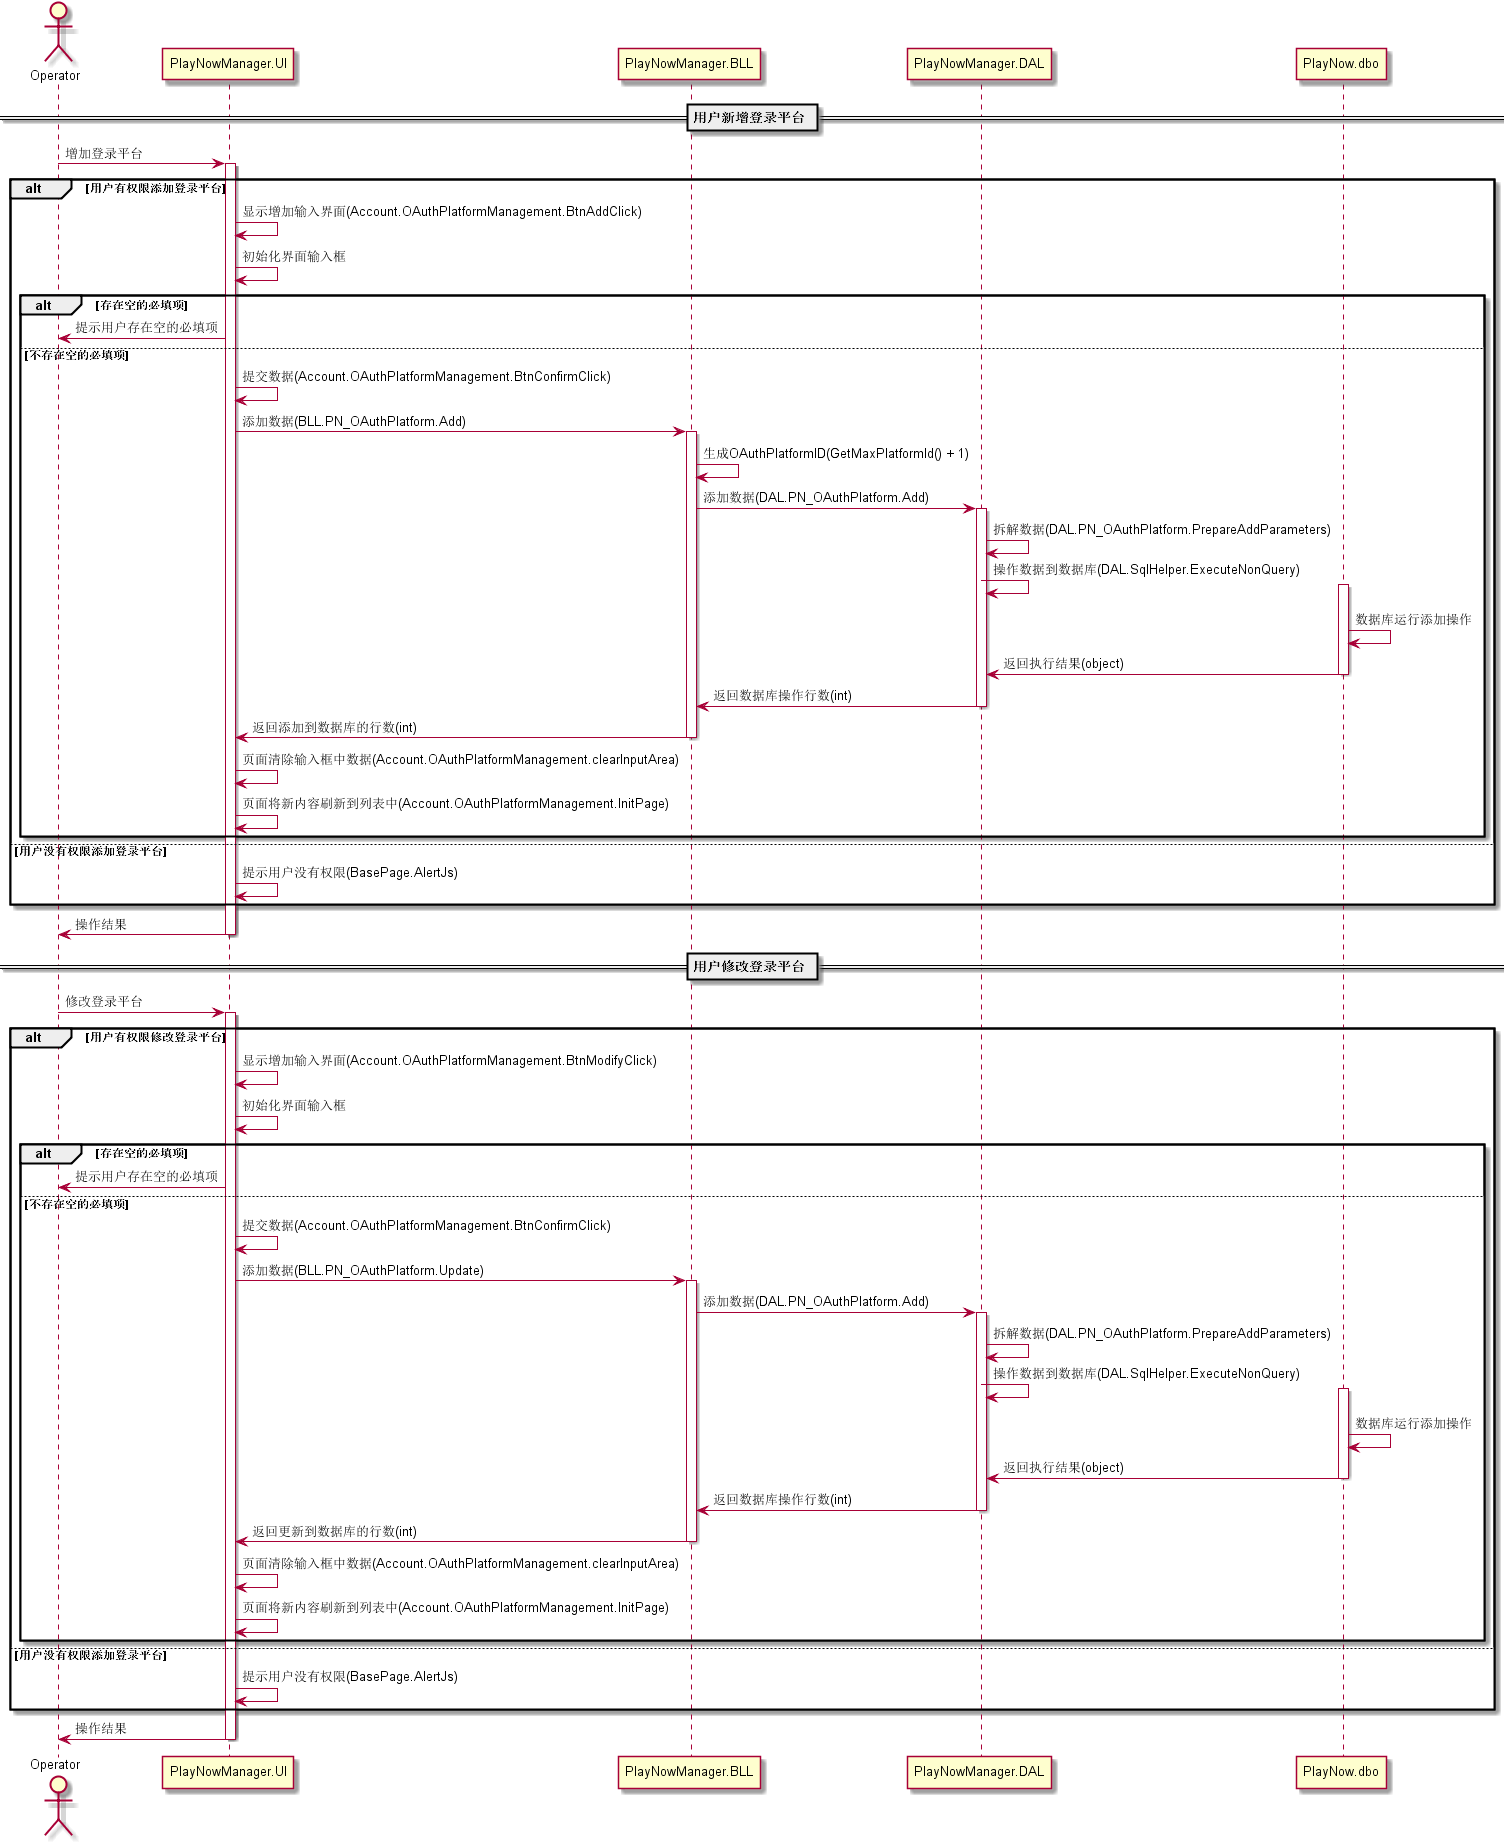 Operator
PlayNowManager.UI
PlayNowManager.BLL
PlayNowManager.DAL
PlayNow.dbo
用户新增登录平台
增加登录平台
alt [用户有权限添加登录平台]
显示增加输入界面(Account.OAuthPlatformManagement.BtnAddClick)
初始化界面输入框
alt [存在空的必填项]
提示用户存在空的必填项
[不存在空的必填项]
提交数据(Account.OAuthPlatformManagement.BtnConfirmClick)
添加数据(BLL.PN_OAuthPlatform.Add)
生成OAuthPlatformID(GetMaxPlatformId() + 1)
添加数据(DAL.PN_OAuthPlatform.Add)
拆解数据(DAL.PN_OAuthPlatform.PrepareAddParameters)
操作数据到数据库(DAL.SqlHelper.ExecuteNonQuery)
数据库运行添加操作
返回执行结果(object)
返回数据库操作行数(int)
返回添加到数据库的行数(int)
页面清除输入框中数据(Account.OAuthPlatformManagement.clearInputArea)
页面将新内容刷新到列表中(Account.OAuthPlatformManagement.InitPage)
[用户没有权限添加登录平台]
提示用户没有权限(BasePage.AlertJs)
操作结果
用户修改登录平台
修改登录平台
alt [用户有权限修改登录平台]
显示增加输入界面(Account.OAuthPlatformManagement.BtnModifyClick)
初始化界面输入框
alt [存在空的必填项]
提示用户存在空的必填项
[不存在空的必填项]
提交数据(Account.OAuthPlatformManagement.BtnConfirmClick)
添加数据(BLL.PN_OAuthPlatform.Update)
添加数据(DAL.PN_OAuthPlatform.Add)
拆解数据(DAL.PN_OAuthPlatform.PrepareAddParameters)
操作数据到数据库(DAL.SqlHelper.ExecuteNonQuery)
数据库运行添加操作
返回执行结果(object)
返回数据库操作行数(int)
返回更新到数据库的行数(int)
页面清除输入框中数据(Account.OAuthPlatformManagement.clearInputArea)
页面将新内容刷新到列表中(Account.OAuthPlatformManagement.InitPage)
[用户没有权限添加登录平台]
提示用户没有权限(BasePage.AlertJs)
操作结果
Operator
PlayNowManager.UI
PlayNowManager.BLL
PlayNowManager.DAL
PlayNow.dbo